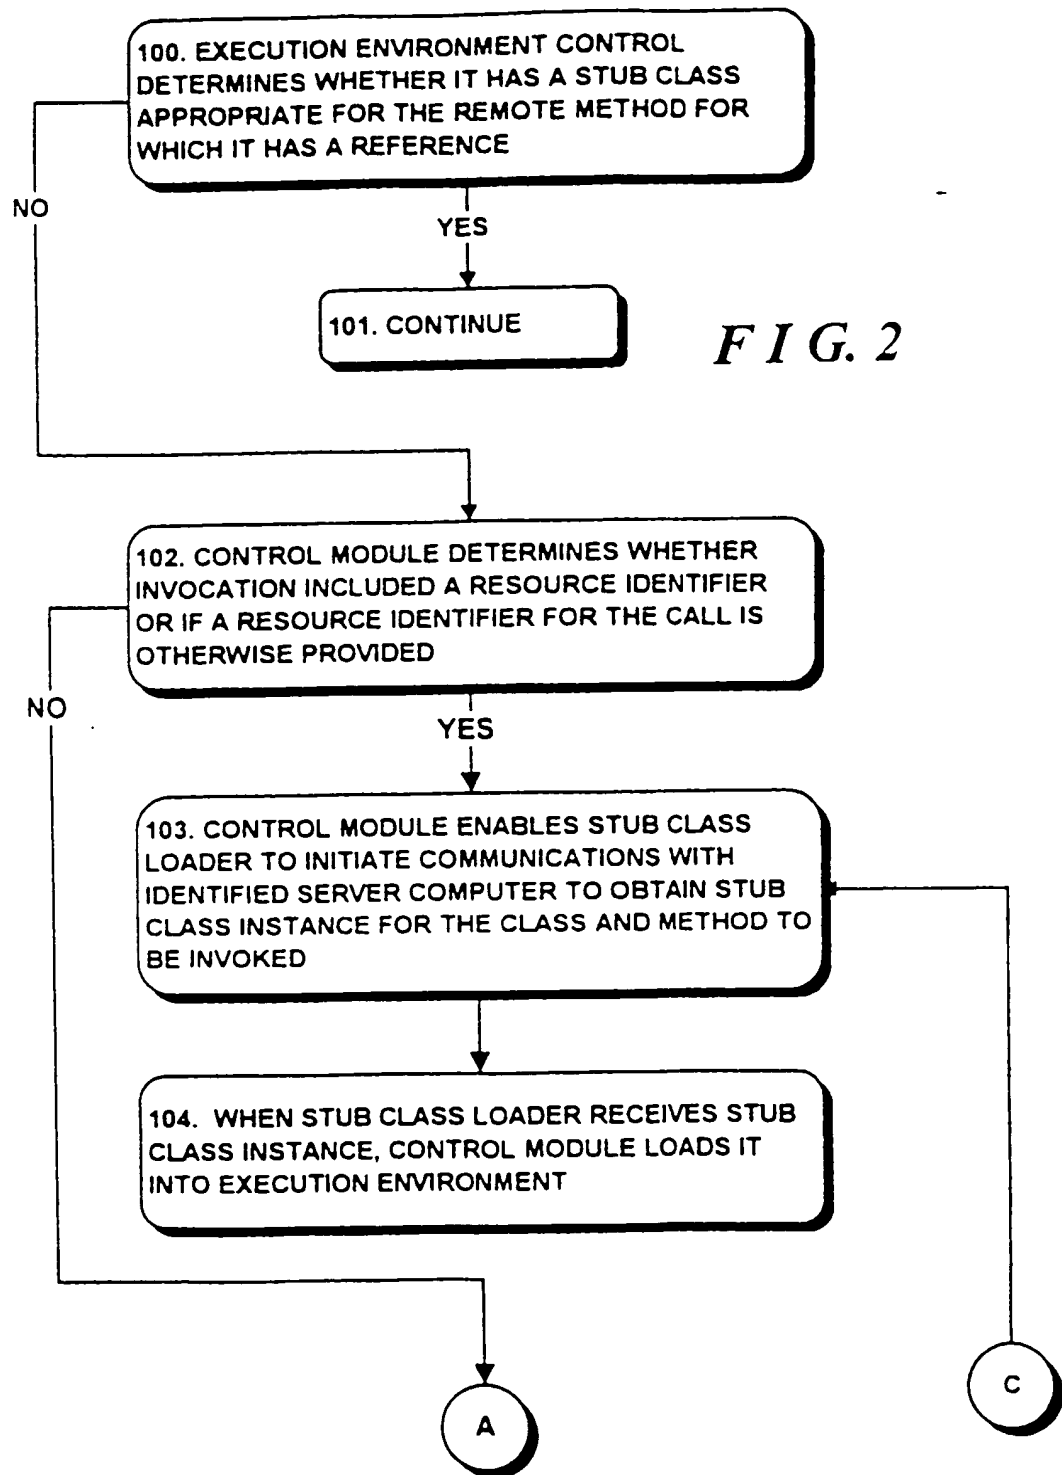 100. EXECUTION ENVIRONMENT CONTROL
DETERMINES WHETHER IT HAS A STUB CLASS
APPROPRIATE FOR THE REMOTE METHOD FOR
WHICH IT HAS A REFERENCE
NO
YES
101. CONTINUE
FIG. 2
102. CONTROL MODULE DETERMINES WHETHER
INVOCATION INCLUDED A RESOURCE IDENTIFIER
OR IF A RESOURCE IDENTIFIER FOR THE CALL IS
OTHERWISE PROVIDED
NO
YES
103. CONTROL MODULE ENABLES STUB CLASS
LOADER TO INITIATE COMMUNICATIONS WITH
IDENTIFIED SERVER COMPUTER TO OBTAIN STUB
CLASS INSTANCE FOR THE CLASS AND METHOD TO
BE INVOKED
104. WHEN STUB CLASS LOADER RECEIVES STUB
CLASS INSTANCE, CONTROL MODULE LOADS IT
INTO EXECUTION ENVIRONMENT
C
A